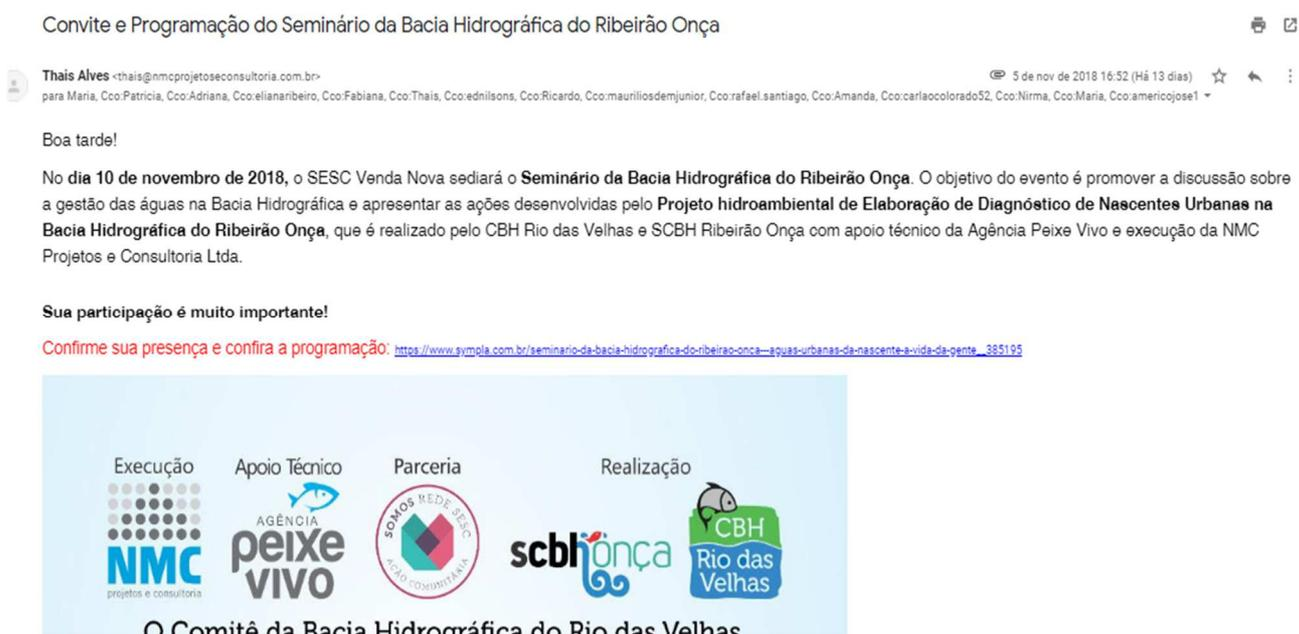 Convite e Programação do Seminário da Bacia Hidrográfica do Ribeirão Onça
Thais Alves <thais@nmcprojetoseconsultoria.com.br>
5 de nov de 2018 16:52 (Há 13 dias)
para Maria, Cco:Patricia, Cco:Adriana, Cco:elianaribeiro, Cco:Fabiana, Cco:Thais, Cco:ednilsons, Cco:Ricardo, Cco:mauriliosdemjunior, Cco:rafael.santiago, Cco:Amanda, Cco:carlaocolorado52, Cco:Nirma, Cco:Maria, Cco:americojose1
Boa tarde!
No dia 10 de novembro de 2018, o SESC Venda Nova sediará o Seminário da Bacia Hidrográfica do Ribeirão Onça. O objetivo do evento é promover a discussão sobre
a gestão das águas na Bacia Hidrográfica e apresentar as ações desenvolvidas pelo Projeto hidroambiental de Elaboração de Diagnóstico de Nascentes Urbanas na
Bacia Hidrográfica do Ribeirão Onça, que é realizado pelo CBH Rio das Velhas e SCBH Ribeirão Onça com apoio técnico da Agência Peixe Vivo e execução da NMC
Projetos e Consultoria Ltda.
Sua participação é muito importante!
Confirme sua presença e confira a programação: https://www.sympla.com.br/seminario-da-bacia-hidrografica-do-ribeirao-onca---aguas-urbanas-da-nascente-a-vida-da-gente__385195
Execução
Apoio Técnico
Parceria
Realização
NMC
projetos e consultoria
AGÊNCIA
peixe
VIVO
SOMOS REDE SESC
AÇÃO COMUNITÁRIA
scbh onça
CBH
Rio das
Velhas
O Comitê da Bacia Hidrográfica do Rio das Velhas